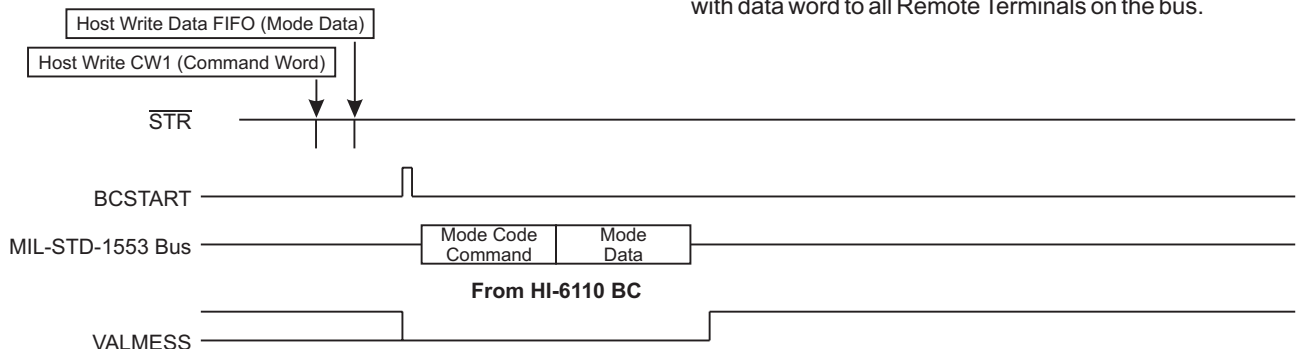 with data word to all Remote Terminals on the bus.
Host Write Data FIFO (Mode Data)
Host Write CW1 (Command Word)
STR
BCSTART
MIL-STD-1553 Bus
Mode Code
Command
Mode
Data
From HI-6110 BC
VALMESS